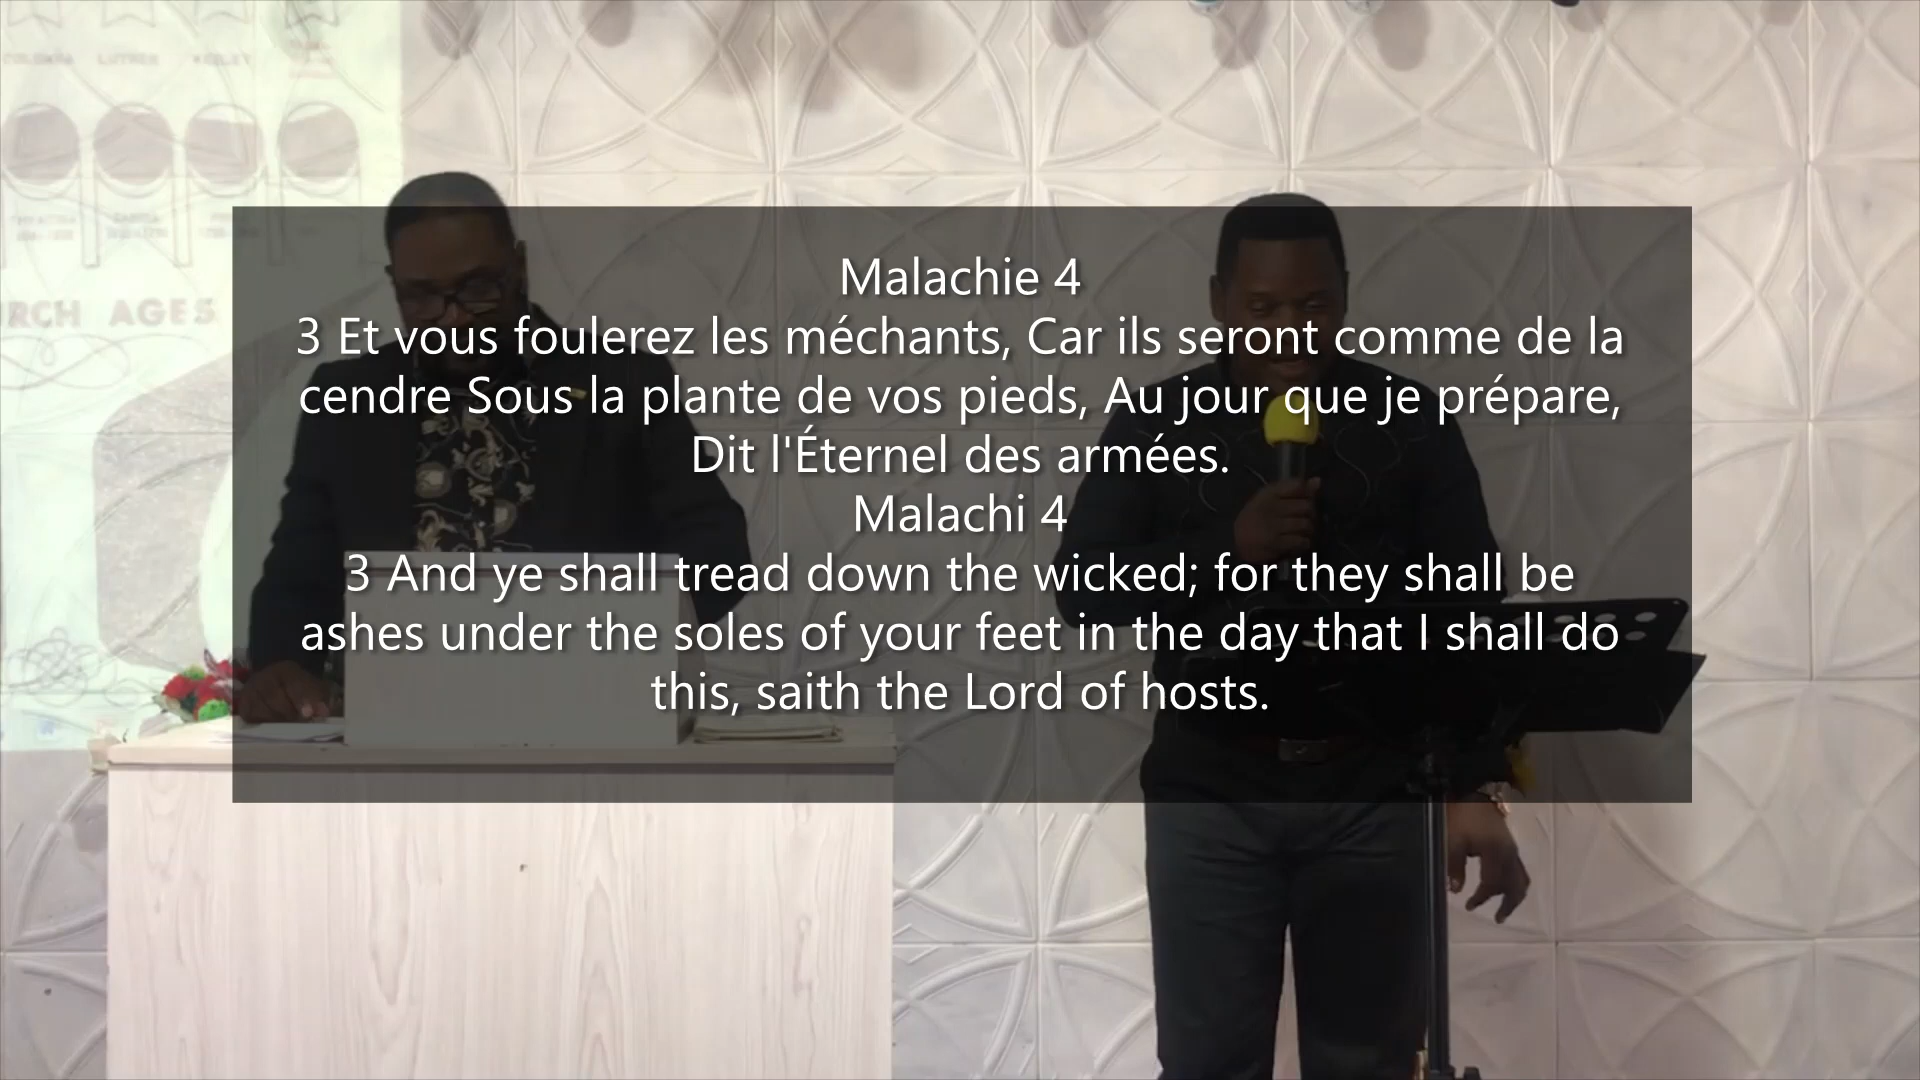 LUTHER
RCH AGES
Malachie 4
3 Et vous foulerez les méchants, Car ils seront comme de la
cendre Sous la plante de vos pieds, Au jour que je prépare,
Dit l'Éternel des armées.
Malachi 4
3 And ye shall tread down the wicked; for they shall be
ashes under the soles of your feet in the day that I shall do
this, saith the Lord of hosts.